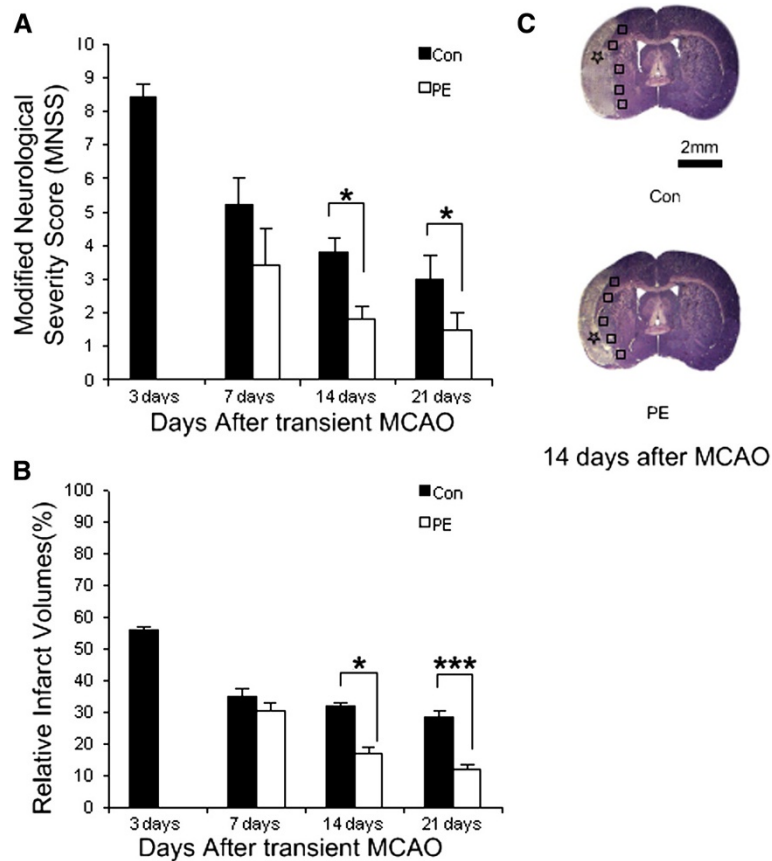 A
10
9
8
7
6
5
4
3
2
1
0
Modified Neurological
Severity Score (MNSS)
Con
PE
*
*
3 days
7 days
14 days
21 days
Days After transient MCAO
B
100
90
80
70
60
50
40
30
20
10
0
Relative Infarct Volumes(%)
Con
PE
*
***
3 days
7 days
14 days
21 days
Days After transient MCAO
C
2mm
Con
PE
14 days after MCAO